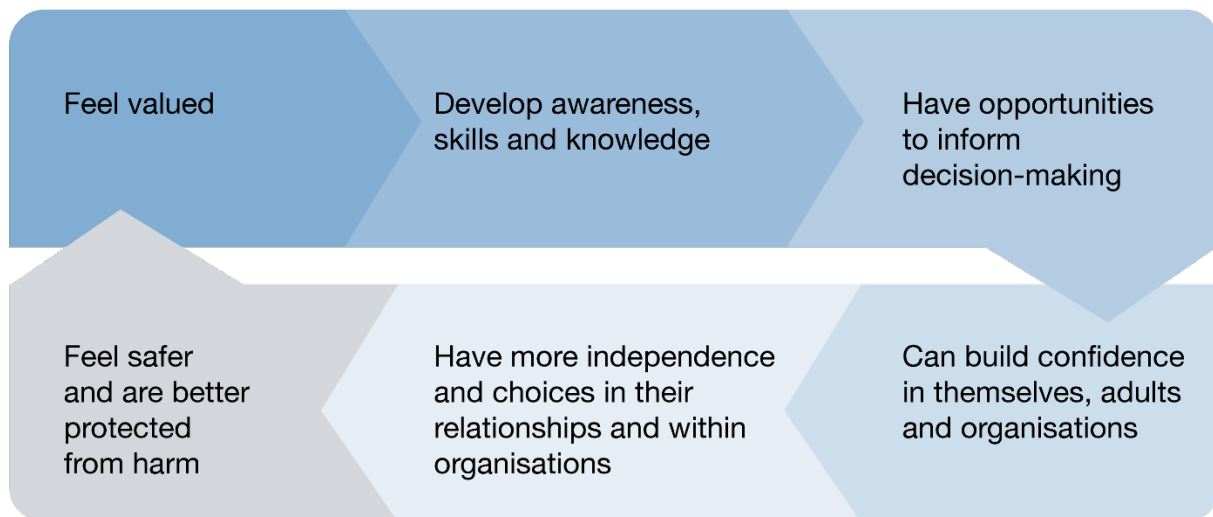 Feel valued
Develop awareness,
skills and knowledge
Have opportunities
to inform
decision-making
Can build confidence
in themselves, adults
and organisations
Have more independence
and choices in their
relationships and within
organisations
Feel safer
and are better
protected
from harm